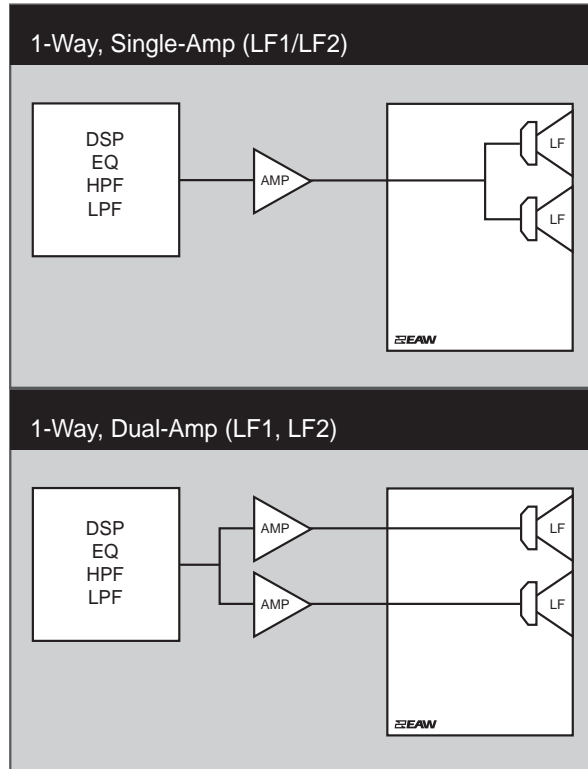 1-Way, Single-Amp (LF1/LF2)
DSP
EQ
HPF
LPF
AMP
LF
LF
EAW
1-Way, Dual-Amp (LF1, LF2)
DSP
EQ
HPF
LPF
AMP
AMP
LF
LF
EAW